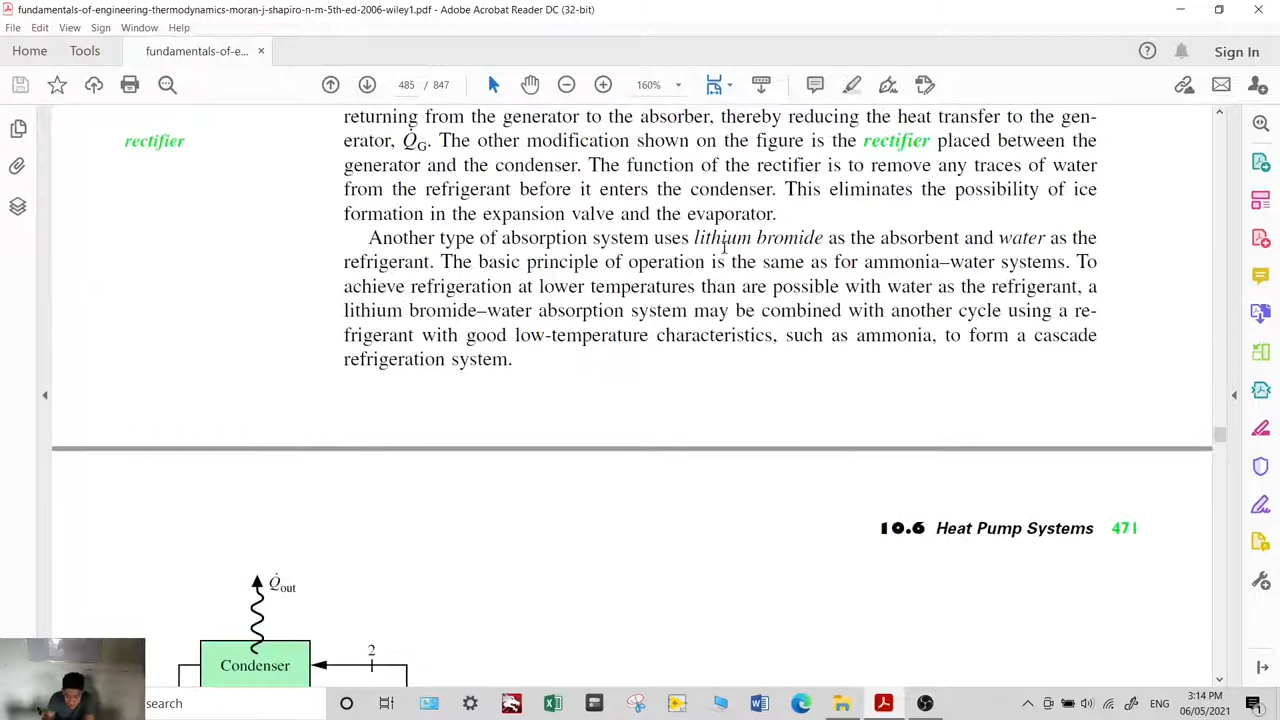 fundamentals-of-engineering-thermodynamics-moran-j-shapiro-n-m-5th-ed-2006-wiley1.pdf - Adobe Acrobat Reader DC (32-bit)
File Edit View Sign Window Help
Home Tools fundamentals-of-e... × Sign In
485 / 847 160%
returning from the generator to the absorber, thereby reducing the heat transfer to the gen-
rectifier
erator, Q̇G. The other modification shown on the figure is the rectifier placed between the
generator and the condenser. The function of the rectifier is to remove any traces of water
from the refrigerant before it enters the condenser. This eliminates the possibility of ice
formation in the expansion valve and the evaporator.
Another type of absorption system uses lithium bromide as the absorbent and water as the
refrigerant. The basic principle of operation is the same as for ammonia–water systems. To
achieve refrigeration at lower temperatures than are possible with water as the refrigerant, a
lithium bromide–water absorption system may be combined with another cycle using a re-
frigerant with good low-temperature characteristics, such as ammonia, to form a cascade
refrigeration system.
10.6 Heat Pump Systems 471
Q̇out
2
Condenser
search
ENG
3:14 PM
06/05/2021